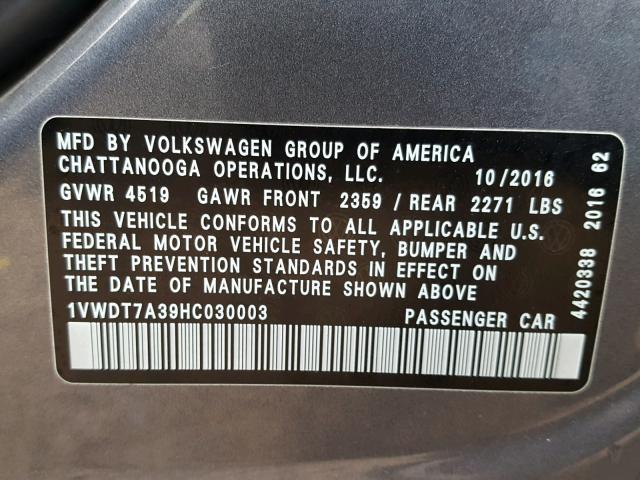 MFD BY VOLKSWAGEN GROUP OF AMERICA
CHATTANOOGA OPERATIONS, LLC. 10/2016
GVWR 4519 GAWR FRONT 2359 / REAR 2271 LBS
THIS VEHICLE CONFORMS TO ALL APPLICABLE U.S.
FEDERAL MOTOR VEHICLE SAFETY, BUMPER AND
THEFT PREVENTION STANDARDS IN EFFECT ON
THE DATE OF MANUFACTURE SHOWN ABOVE
1VWDT7A39HC030003 PASSENGER CAR
4420338 2016 62